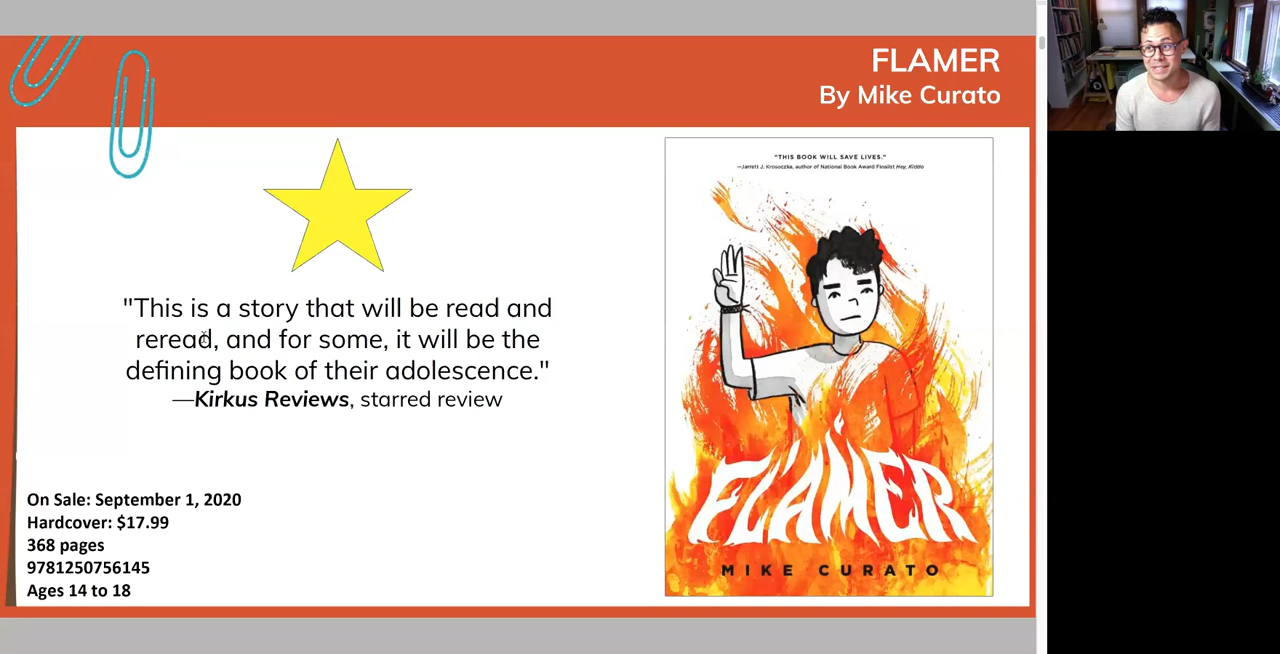 FLAMER
By Mike Curato
"This is a story that will be read and
reread, and for some, it will be the
defining book of their adolescence."
—Kirkus Reviews, starred review
On Sale: September 1, 2020
Hardcover: $17.99
368 pages
9781250756145
Ages 14 to 18
"THIS BOOK WILL SAVE LIVES."
—Jarrett J. Krosoczka, author of National Book Award Finalist Hey, Kiddo
FLAMER
MIKE CURATO